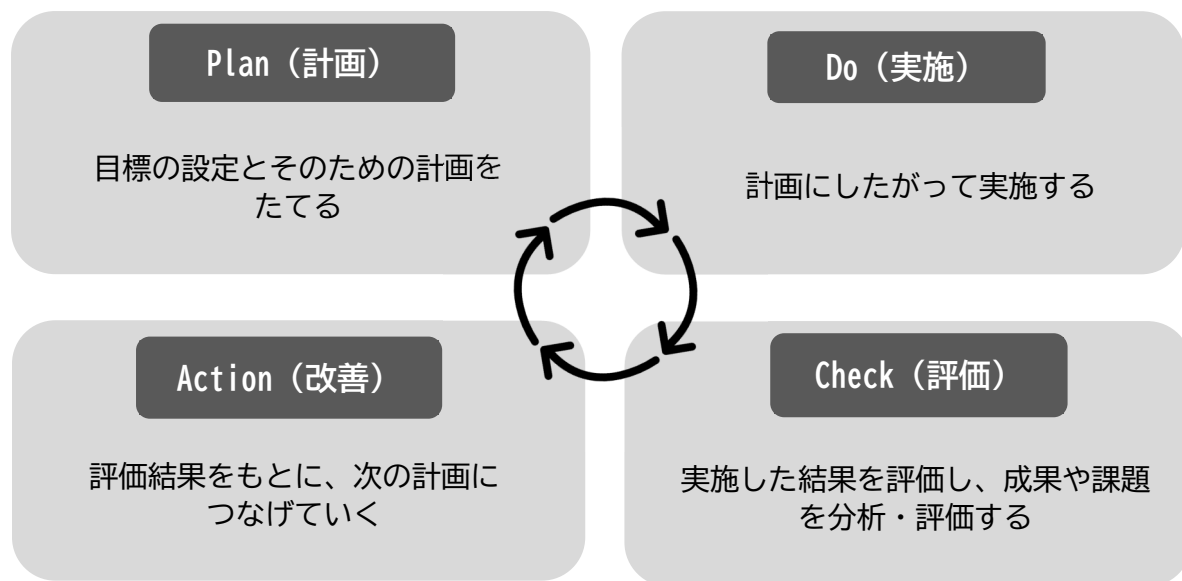 Plan（計画）
目標の設定とそのための計画を
たてる
Do（実施）
計画にしたがって実施する
Action（改善）
評価結果をもとに、次の計画に
つなげていく
Check（評価）
実施した結果を評価し、成果や課題
を分析・評価する